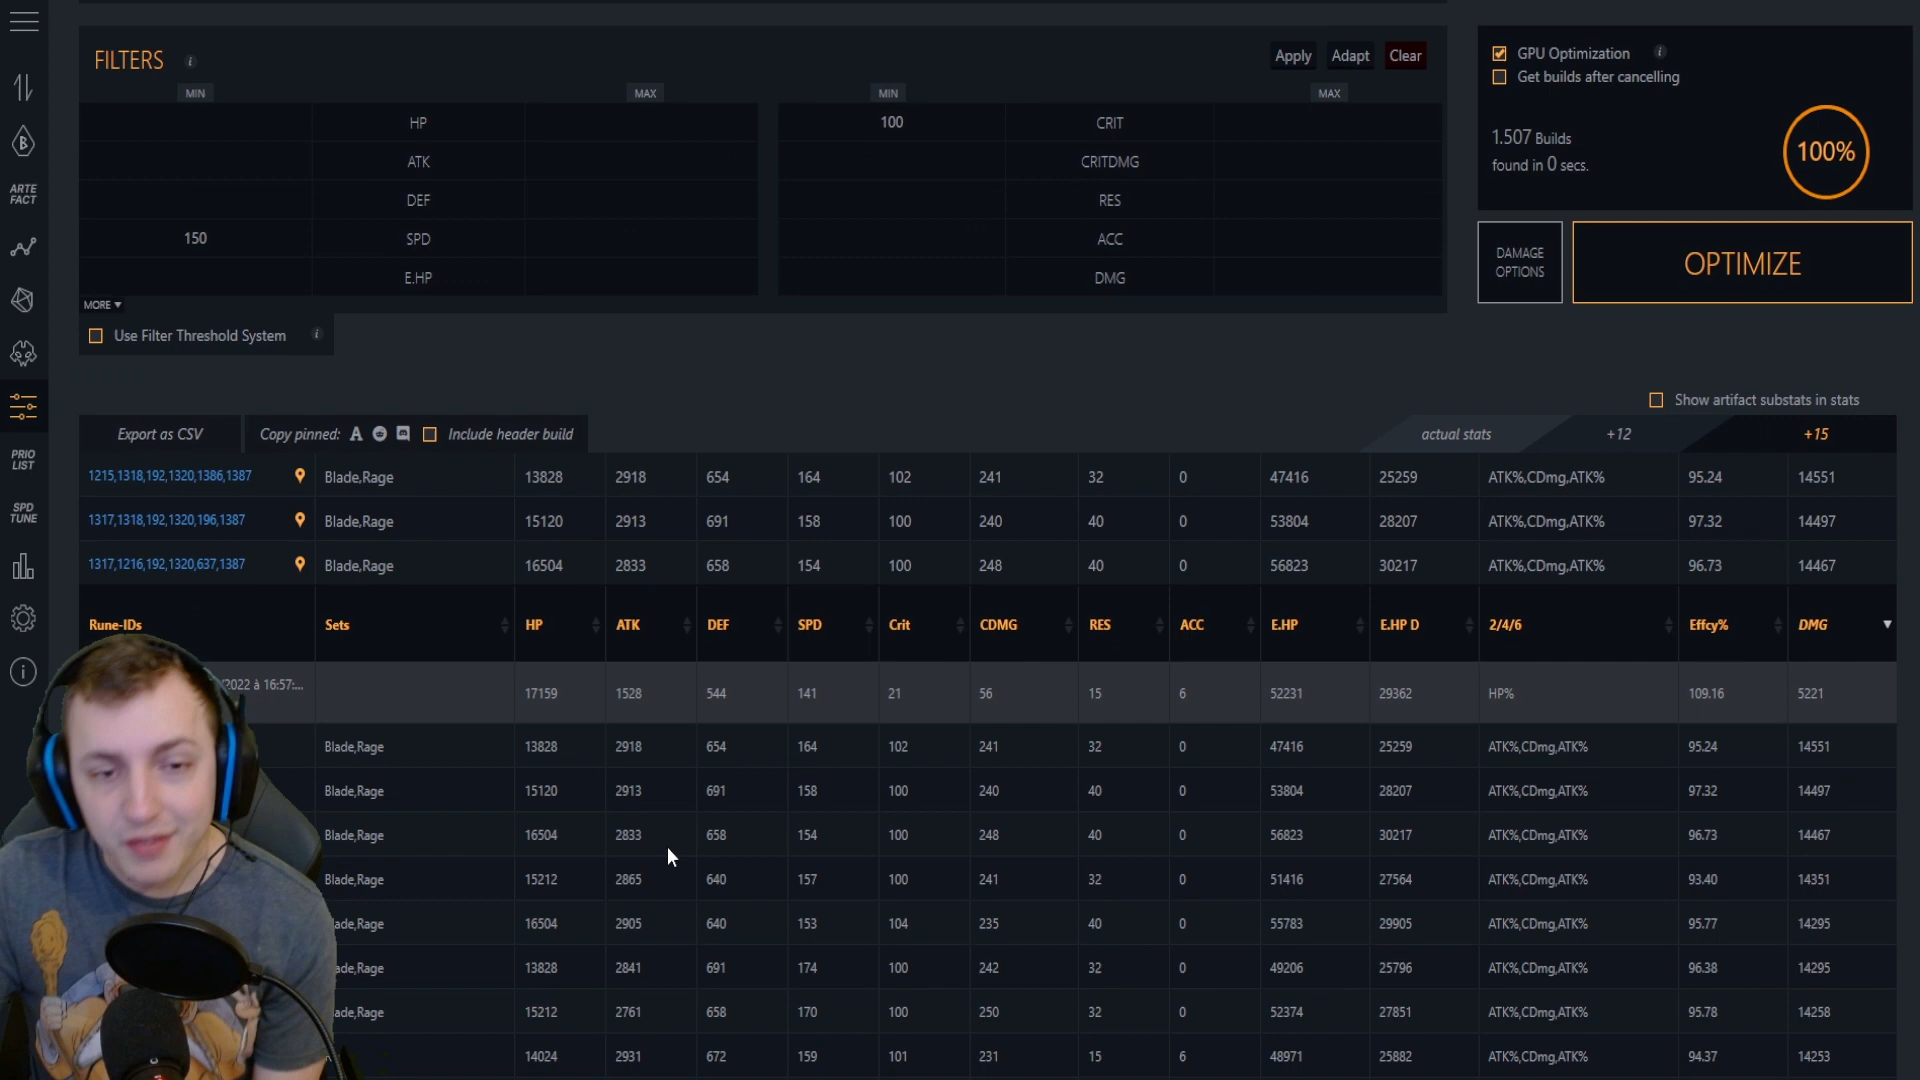 FILTERS i
Apply Adapt Clear
MIN MAX MIN MAX
HP 100 CRIT
ATK CRITDMG
DEF RES
150 SPD ACC
E.HP DMG
MORE
Use Filter Threshold System i
GPU Optimization i
Get builds after cancelling
1.507 Builds
found in 0 secs.
100%
DAMAGE
OPTIONS
OPTIMIZE
ARTE
FACT
PRIO
LIST
SPD
TUNE
Show artifact substats in stats
Export as CSV Copy pinned: A Include header build actual stats +12 +15
1215,1318,192,1320,1386,1387 Blade,Rage 13828 2918 654 164 102 241 32 0 47416 25259 ATK%,CDmg,ATK% 95.24 14551
1317,1318,192,1320,196,1387 Blade,Rage 15120 2913 691 158 100 240 40 0 53804 28207 ATK%,CDmg,ATK% 97.32 14497
1317,1216,192,1320,637,1387 Blade,Rage 16504 2833 658 154 100 248 40 0 56823 30217 ATK%,CDmg,ATK% 96.73 14467
Rune-IDs Sets HP ATK DEF SPD Crit CDMG RES ACC E.HP E.HP D 2/4/6 Effcy% DMG
2022 à 16:57:... 17159 1528 544 141 21 56 15 6 52231 29362 HP% 109.16 5221
Blade,Rage 13828 2918 654 164 102 241 32 0 47416 25259 ATK%,CDmg,ATK% 95.24 14551
Blade,Rage 15120 2913 691 158 100 240 40 0 53804 28207 ATK%,CDmg,ATK% 97.32 14497
Blade,Rage 16504 2833 658 154 100 248 40 0 56823 30217 ATK%,CDmg,ATK% 96.73 14467
Blade,Rage 15212 2865 640 157 100 241 32 0 51416 27564 ATK%,CDmg,ATK% 93.40 14351
ade,Rage 16504 2905 640 153 104 235 40 0 55783 29905 ATK%,CDmg,ATK% 95.77 14295
ade,Rage 13828 2841 691 174 100 242 32 0 49206 25796 ATK%,CDmg,ATK% 96.38 14295
ade,Rage 15212 2761 658 170 100 250 32 0 52374 27851 ATK%,CDmg,ATK% 95.78 14258
14024 2931 672 159 101 231 15 6 48971 25882 ATK%,CDmg,ATK% 94.37 14253